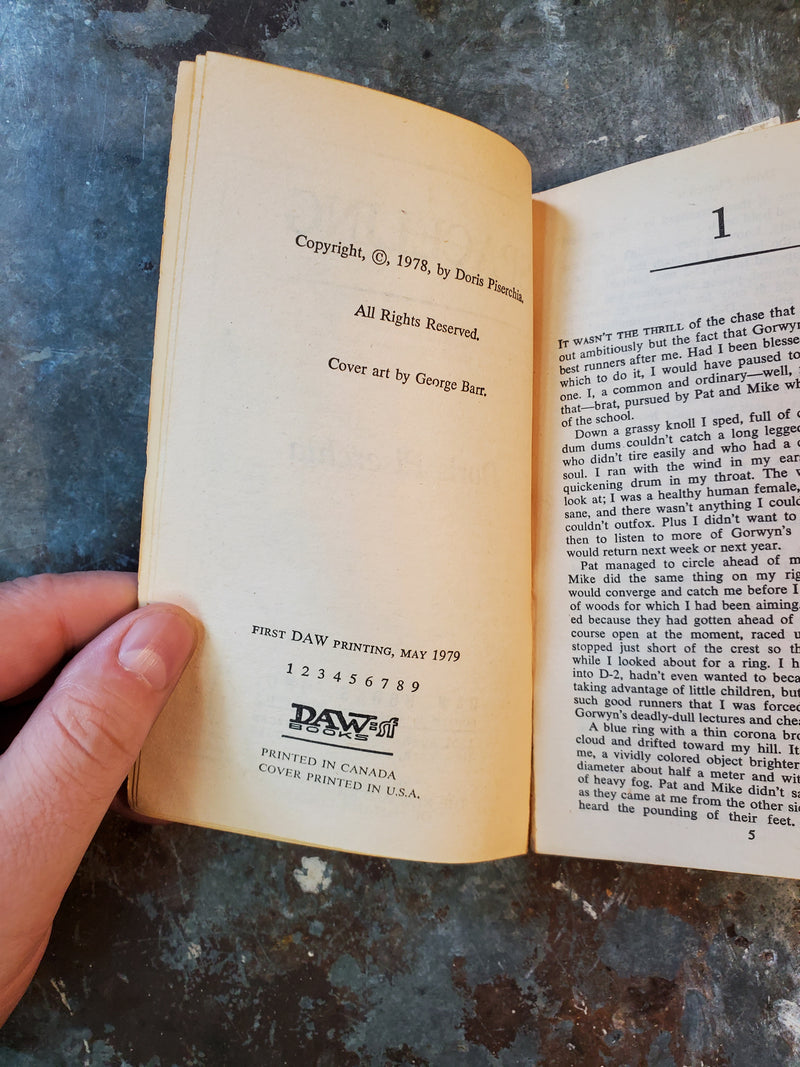 Copyright, ©, 1978, by Doris Piserchia.
All Rights Reserved.
Cover art by George Barr.
FIRST DAW PRINTING, MAY 1979
1 2 3 4 5 6 7 8 9
DAW=sf
BOOKS
PRINTED IN CANADA
COVER PRINTED IN U.S.A.
1
IT WASN'T THE THRILL of the chase that
out ambitiously but the fact that Gorwyn
best runners after me. Had I been blesse
which to do it, I would have paused to
one. I, a common and ordinary—well,
that—brat, pursued by Pat and Mike wh
of the school.
Down a grassy knoll I sped, full of
dum dums couldn't catch a long legged
who didn't tire easily and who had a
soul. I ran with the wind in my ear
quickening drum in my throat. The
look at; I was a healthy human female,
sane, and there wasn't anything I could
couldn't outfox. Plus I didn't want to
then to listen to more of Gorwyn's
would return next week or next year.
Pat managed to circle ahead of m
Mike did the same thing on my rig
would converge and catch me before I
of woods for which I had been aiming.
ed because they had gotten ahead of
course open at the moment, raced u
stopped just short of the crest so th
while I looked about for a ring. I h
into D-2, hadn't even wanted to beca
taking advantage of little children, but
such good runners that I was forced
Gorwyn's deadly-dull lectures and chea
A blue ring with a thin corona bro
cloud and drifted toward my hill. It
me, a vividly colored object brighter
diameter about half a meter and wit
of heavy fog. Pat and Mike didn't sa
as they came at me from the other sid
heard the pounding of their feet.
5